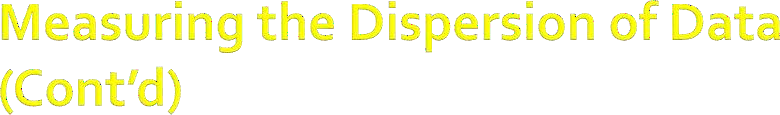 Measuring the Dispersion of Data
(Cont’d)